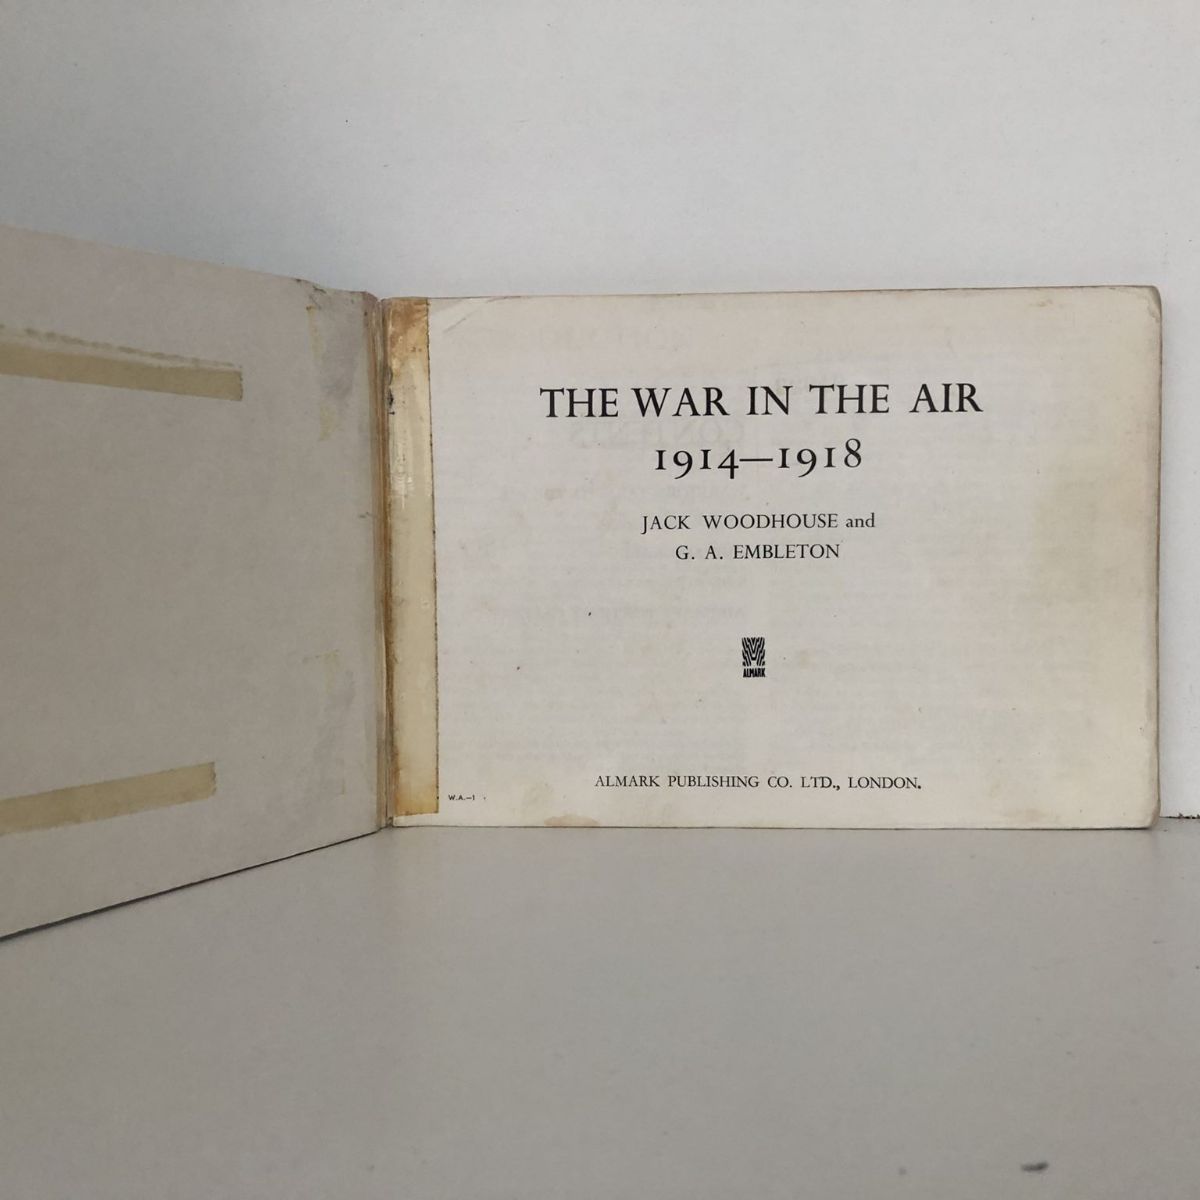 THE WAR IN THE AIR
1914—1918
JACK WOODHOUSE and
G. A. EMBLETON
ALMARK
ALMARK PUBLISHING CO. LTD., LONDON.
W.A.—1